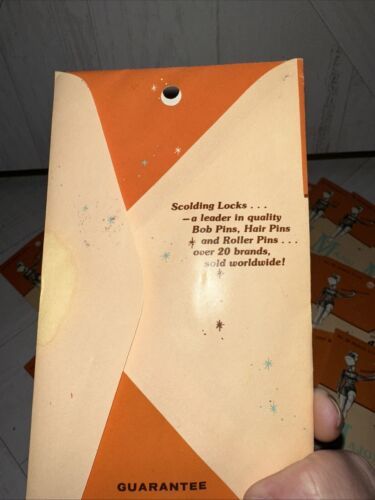 Scolding Locks . . .
—a leader in quality
Bob Pins, Hair Pins
and Roller Pins . . .
over 20 brands,
sold worldwide!
GUARANTEE